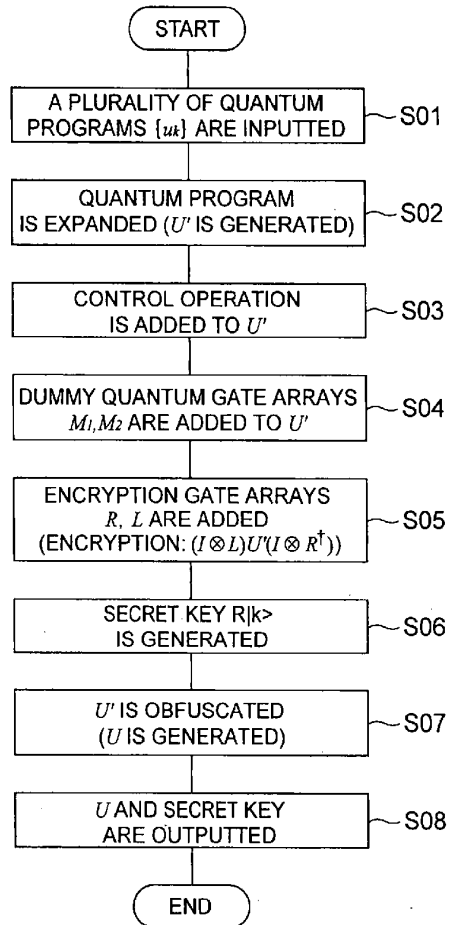 START
A PLURALITY OF QUANTUM
PROGRAMS {uk} ARE INPUTTED
S01
QUANTUM PROGRAM
IS EXPANDED (U' IS GENERATED)
S02
CONTROL OPERATION
IS ADDED TO U'
S03
DUMMY QUANTUM GATE ARRAYS
M1,M2 ARE ADDED TO U'
S04
ENCRYPTION GATE ARRAYS
R, L ARE ADDED
(ENCRYPTION: (I⊗L)U'(I⊗R†))
S05
SECRET KEY R|k>
IS GENERATED
S06
U' IS OBFUSCATED
(U IS GENERATED)
S07
U AND SECRET KEY
ARE OUTPUTTED
S08
END